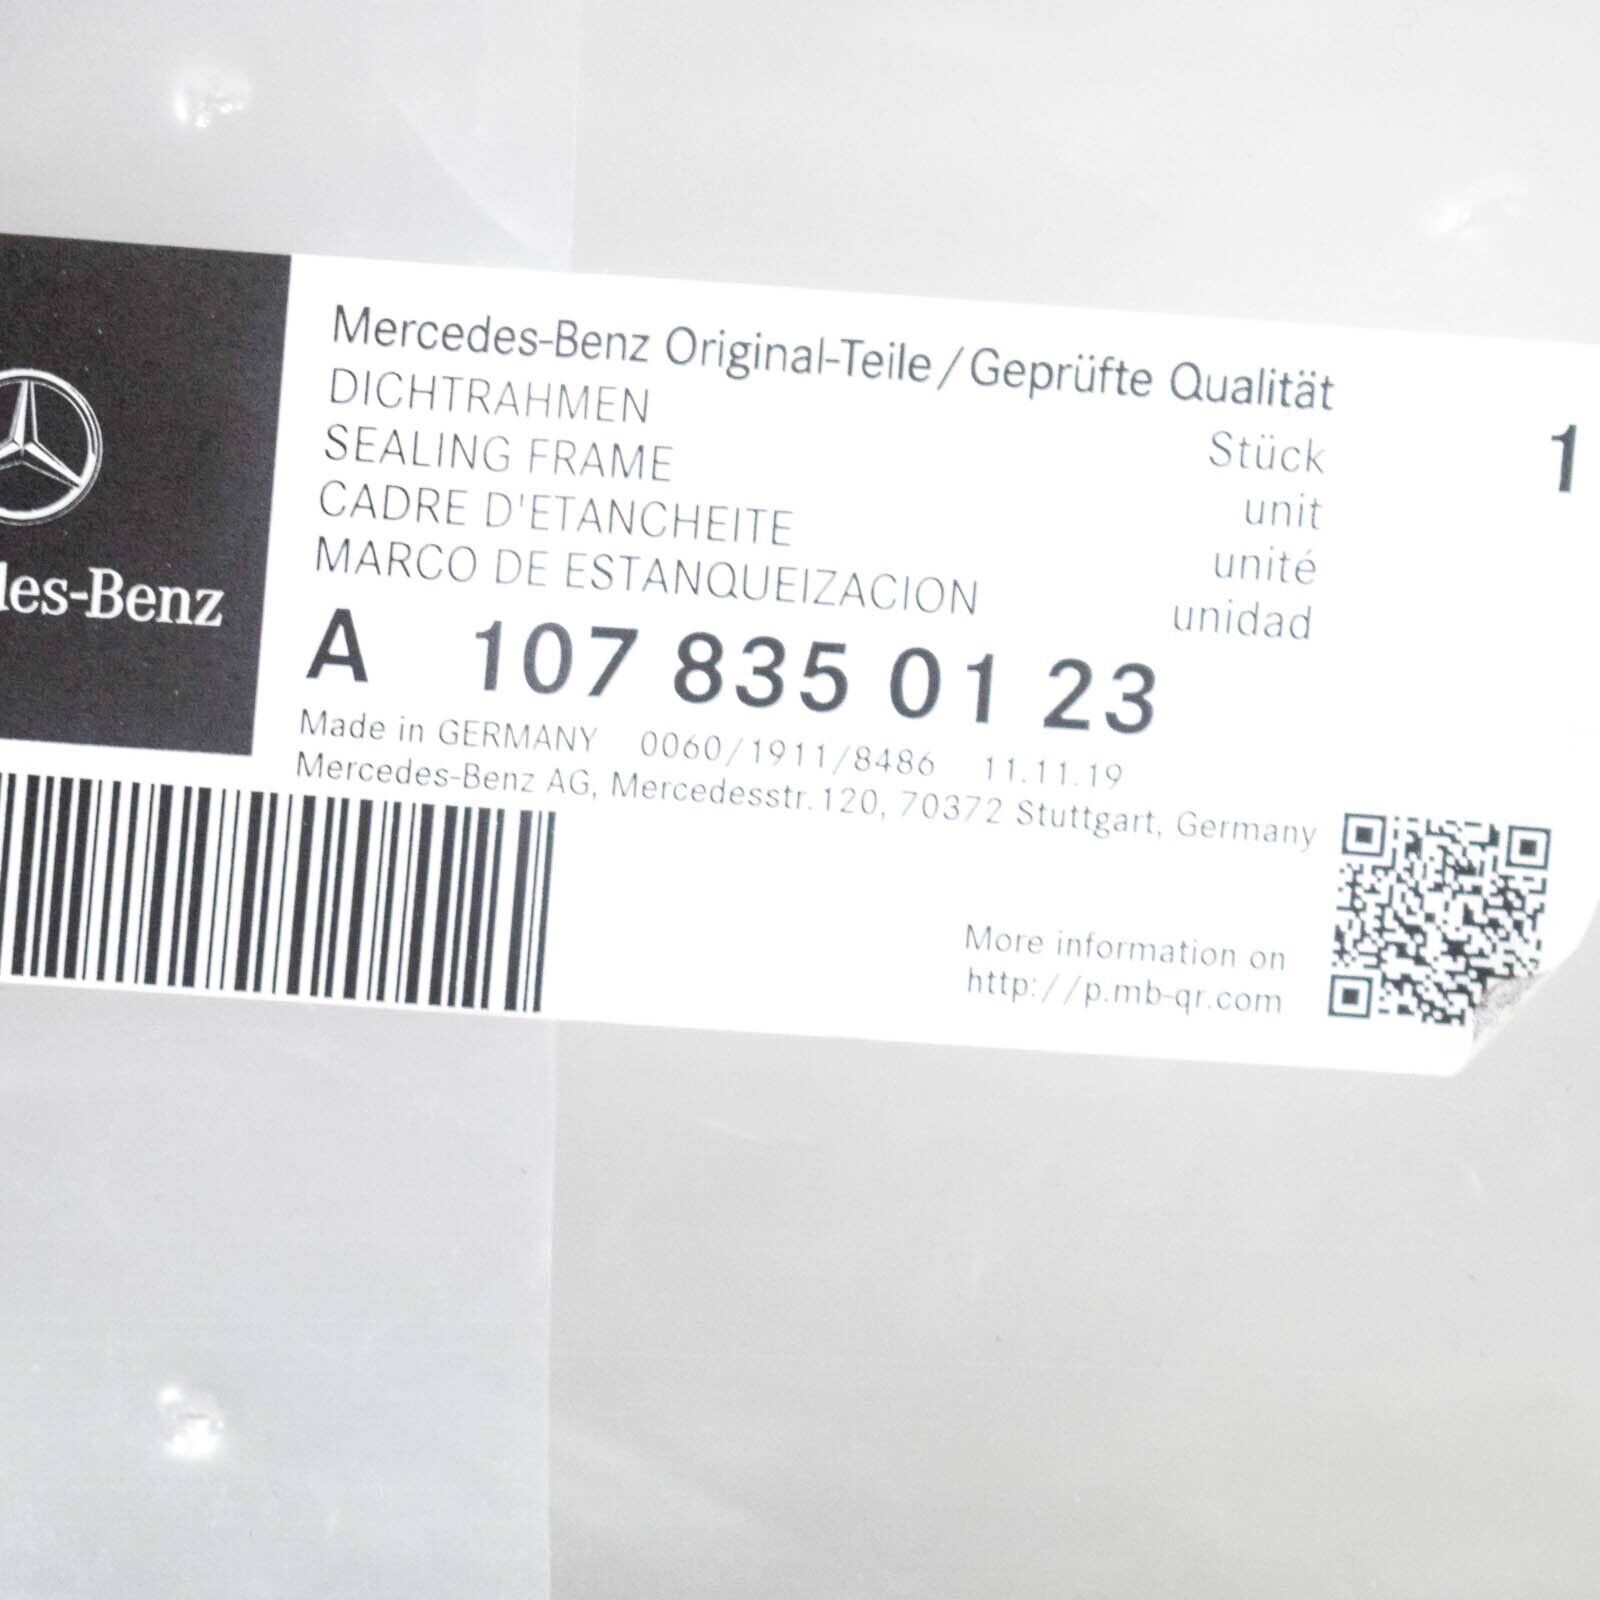 Mercedes-Benz Original-Teile/Geprüfte Qualität
DICHTRAHMEN
SEALING FRAME
CADRE D'ETANCHEITE
MARCO DE ESTANQUEIZACION
Stück 1
unit
unité
unidad
des-Benz
A 107 835 01 23
Made in GERMANY 0060/1911/8486 11.11.19
Mercedes-Benz AG, Mercedesstr.120, 70372 Stuttgart, Germany
More information on
http://p.mb-qr.com